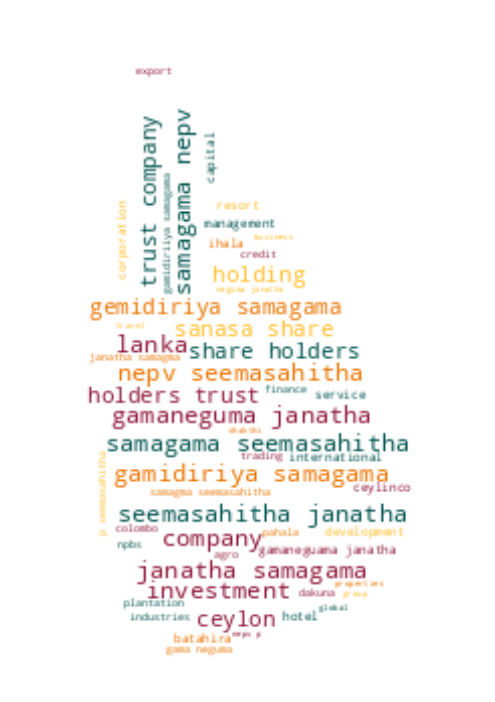 export
trust company
samagama nepv
capital
gamidiriiya samagama
corporation
resort
management
business
ihala
credit
holding
neguma janatha
gemidiriya samagama
travel
sanasa share
lanka
share holders
janatha samagma
nepv seemasahitha
holders trust
finance
service
gamaneguma janatha
samagama seemasahitha
trading
international
p seemasahitha
gamidiriya samagama
samagma seemasahitha
ceylinco
seemasahitha janatha
colombo
company
pahala
development
npbs
agro
gamaneguama janatha
janatha samagama
properties
investment
dakuna
group
plantation
global
industries
ceylon
hotel
batahira
nepv p
gama neguma